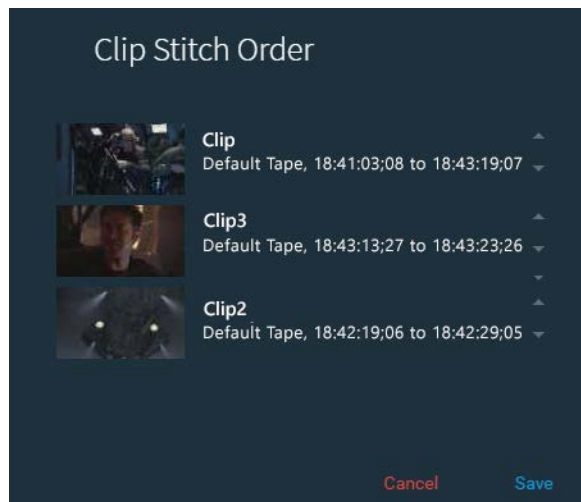 Clip Stitch Order
Clip
Default Tape, 18:41:03;08 to 18:43:19;07
Clip3
Default Tape, 18:43:13;27 to 18:43:23;26
Clip2
Default Tape, 18:42:19;06 to 18:42:29;05
Cancel Save